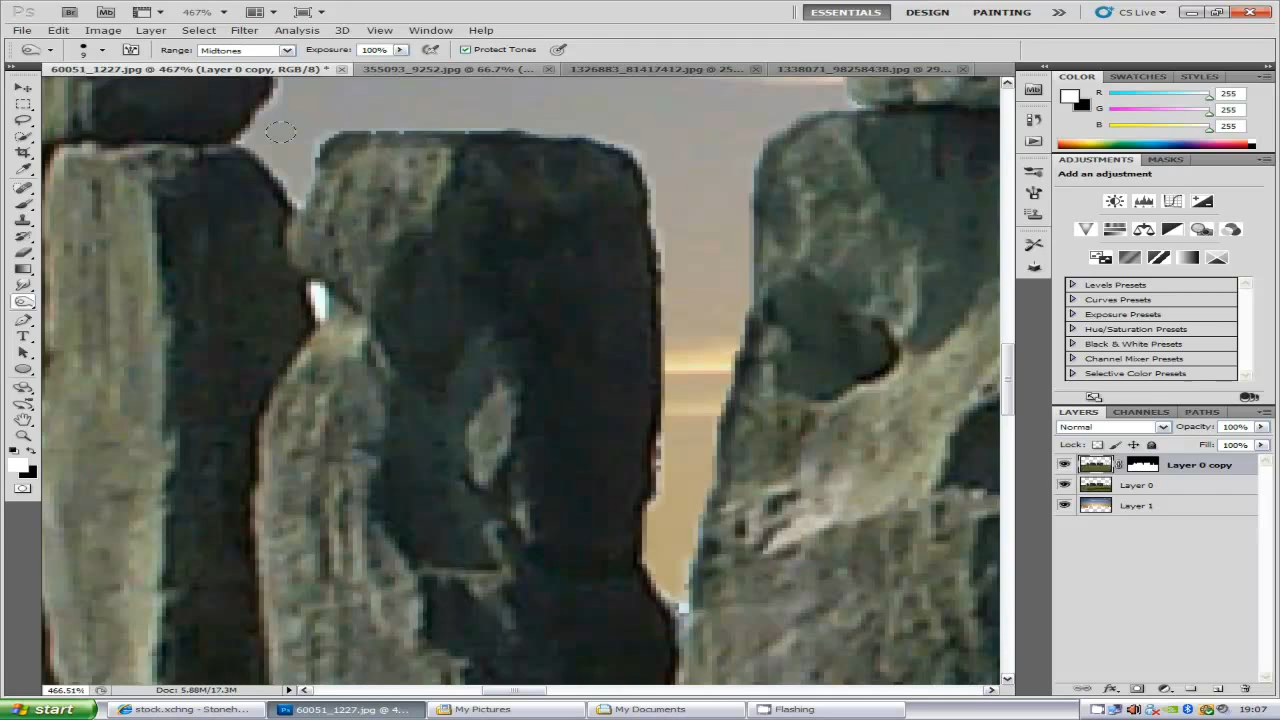 Ps Br Mb 467% ESSENTIALS DESIGN PAINTING CS Live
File Edit Image Layer Select Filter Analysis 3D View Window Help
9 Range: Midtones Exposure: 100% Protect Tones
60051_1227.jpg @ 467% (Layer 0 copy, RGB/8) * 355093_9252.jpg @ 66.7% (... 1326883_81417412.jpg @ 25... 1338071_98258438.jpg @ 29...
COLOR SWATCHES STYLES
R 255
G 255
B 255
ADJUSTMENTS MASKS
Add an adjustment
Levels Presets
Curves Presets
Exposure Presets
Hue/Saturation Presets
Black & White Presets
Channel Mixer Presets
Selective Color Presets
LAYERS CHANNELS PATHS
Normal Opacity: 100%
Lock: Fill: 100%
Layer 0 copy
Layer 0
Layer 1
466.51% Doc: 5.88M/17.3M
start stock.xchng - Stoneh... 60051_1227.jpg @ 4... My Pictures My Documents Flashing 19:07